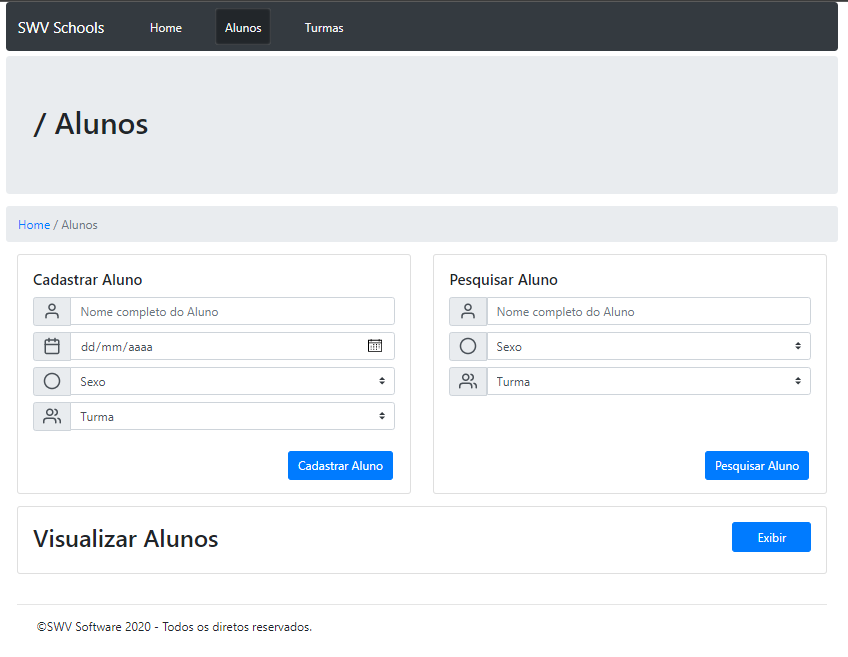 SWV Schools Home Alunos Turmas
/ Alunos
Home / Alunos
Cadastrar Aluno
Nome completo do Aluno
dd/mm/aaaa
Sexo
Turma
Cadastrar Aluno
Pesquisar Aluno
Nome completo do Aluno
Sexo
Turma
Pesquisar Aluno
Visualizar Alunos
Exibir
©SWV Software 2020 - Todos os diretos reservados.